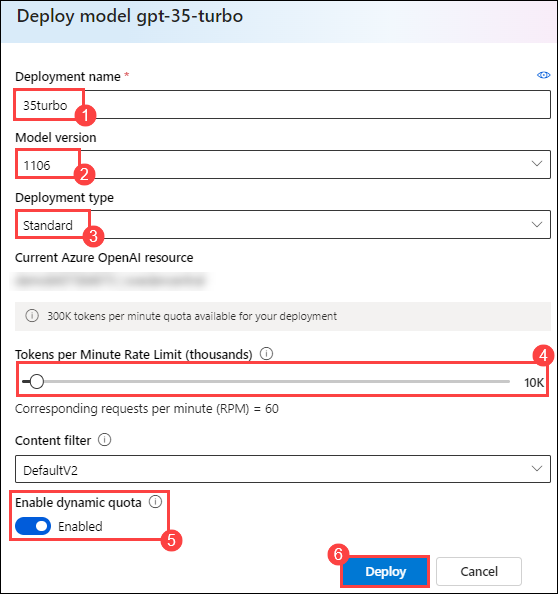 Deploy model gpt-35-turbo
Deployment name *
35turbo
1
Model version
1106
2
Deployment type
Standard
3
Current Azure OpenAI resource
300K tokens per minute quota available for your deployment
Tokens per Minute Rate Limit (thousands)
4
10K
Corresponding requests per minute (RPM) = 60
Content filter
DefaultV2
Enable dynamic quota
Enabled
5
6
Deploy
Cancel